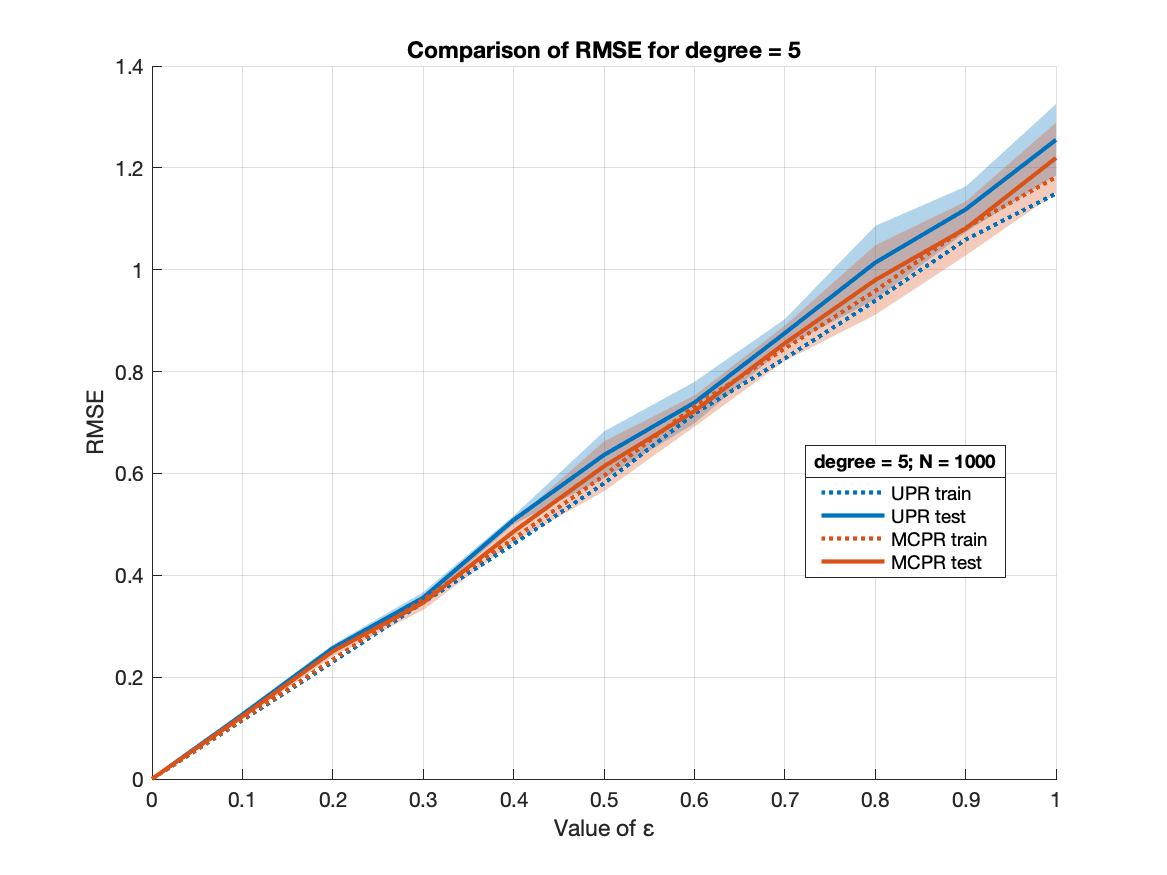 Comparison of RMSE for degree = 5
1.4
1.2
1
0.8
0.6
0.4
0.2
0
RMSE
degree = 5; N = 1000
UPR train
UPR test
MCPR train
MCPR test
0 0.1 0.2 0.3 0.4 0.5 0.6 0.7 0.8 0.9 1
Value of ε